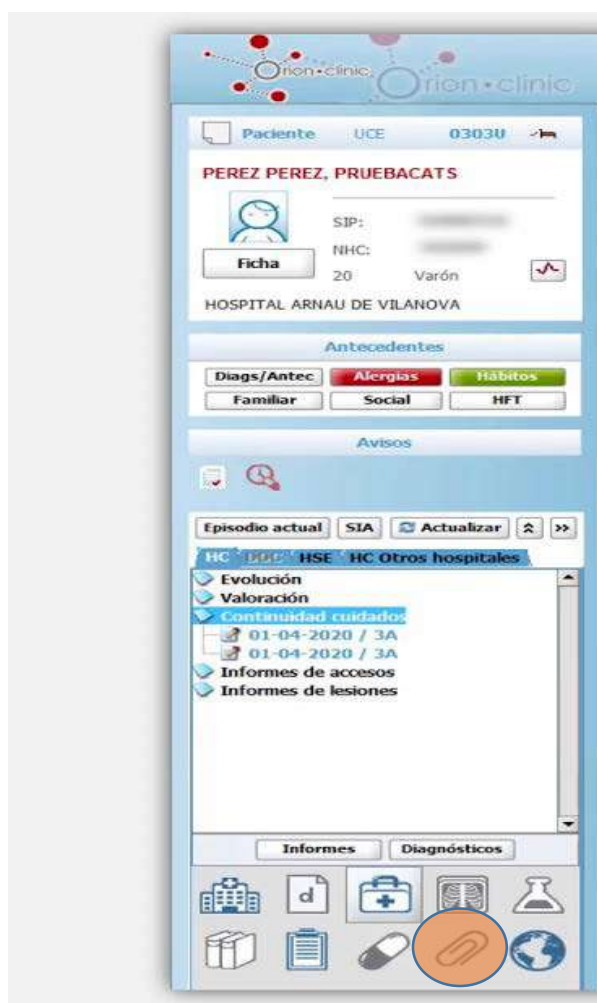 Orion·clinic
Orion·clinic
Paciente UCE 0303U
PEREZ PEREZ, PRUEBACATS
SIP:
Ficha
NHC:
20 Varón
HOSPITAL ARNAU DE VILANOVA
Antecedentes
Diags/Antec Alergias Hábitos
Familiar Social HFT
Avisos
Episodio actual SIA Actualizar
HC DOC HSE HC Otros hospitales
Evolución
Valoración
Continuidad cuidados
01-04-2020 / 3A
01-04-2020 / 3A
Informes de accesos
Informes de lesiones
Informes Diagnósticos
d